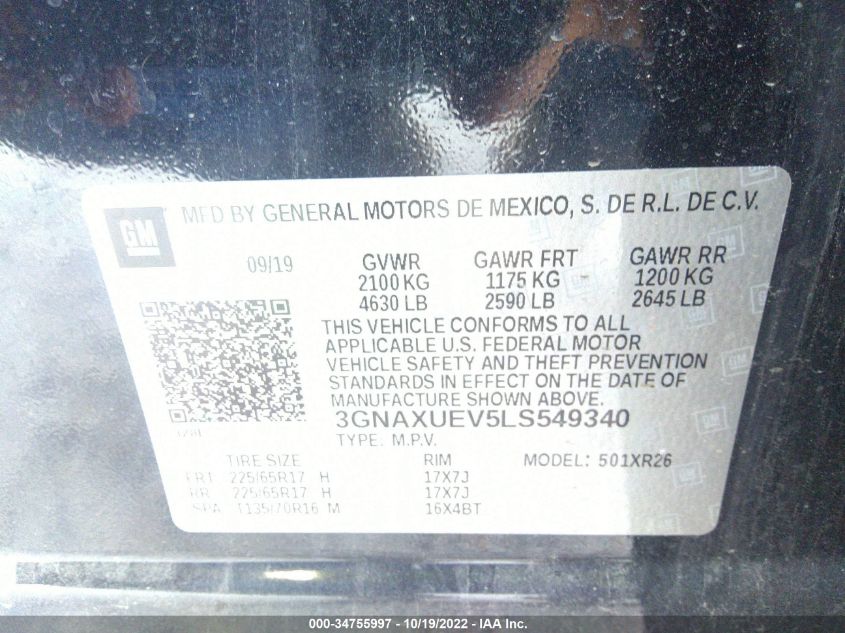 GM
MFD BY GENERAL MOTORS DE MEXICO, S. DE R.L. DE C.V.
09/19 GVWR GAWR FRT GAWR RR
2100 KG 1175 KG 1200 KG
4630 LB 2590 LB 2645 LB
THIS VEHICLE CONFORMS TO ALL
APPLICABLE U.S. FEDERAL MOTOR
VEHICLE SAFETY AND THEFT PREVENTION
STANDARDS IN EFFECT ON THE DATE OF
MANUFACTURE SHOWN ABOVE.
3GNAXUEV5LS549340
TYPE: M.P.V.
TIRE SIZE RIM MODEL: 501XR26
FRT 225/65R17 H 17X7J
RR 225/65R17 H 17X7J
SPA T135/70R16 M 16X4BT
000-34755997 - 10/19/2022 - IAA Inc.